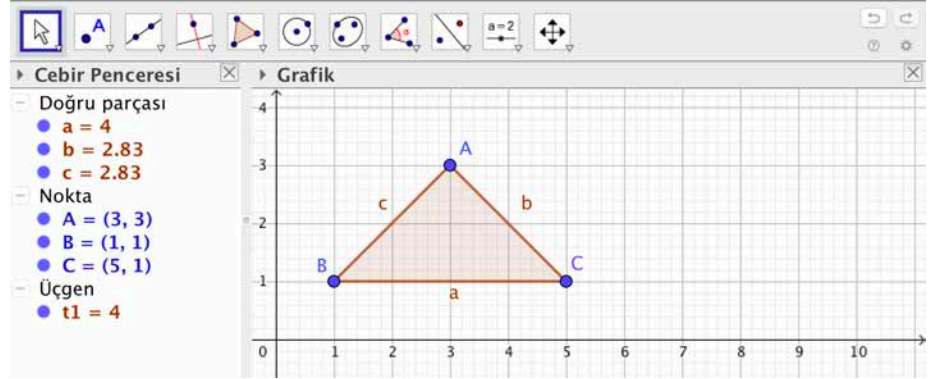 A
α
a=2
Cebir Penceresi
Grafik
Doğru parçası
a = 4
b = 2.83
c = 2.83
Nokta
A = (3, 3)
B = (1, 1)
C = (5, 1)
Üçgen
t1 = 4
4
3
2
1
0
1 2 3 4 5 6 7 8 9 10
A
c
b
B
C
a